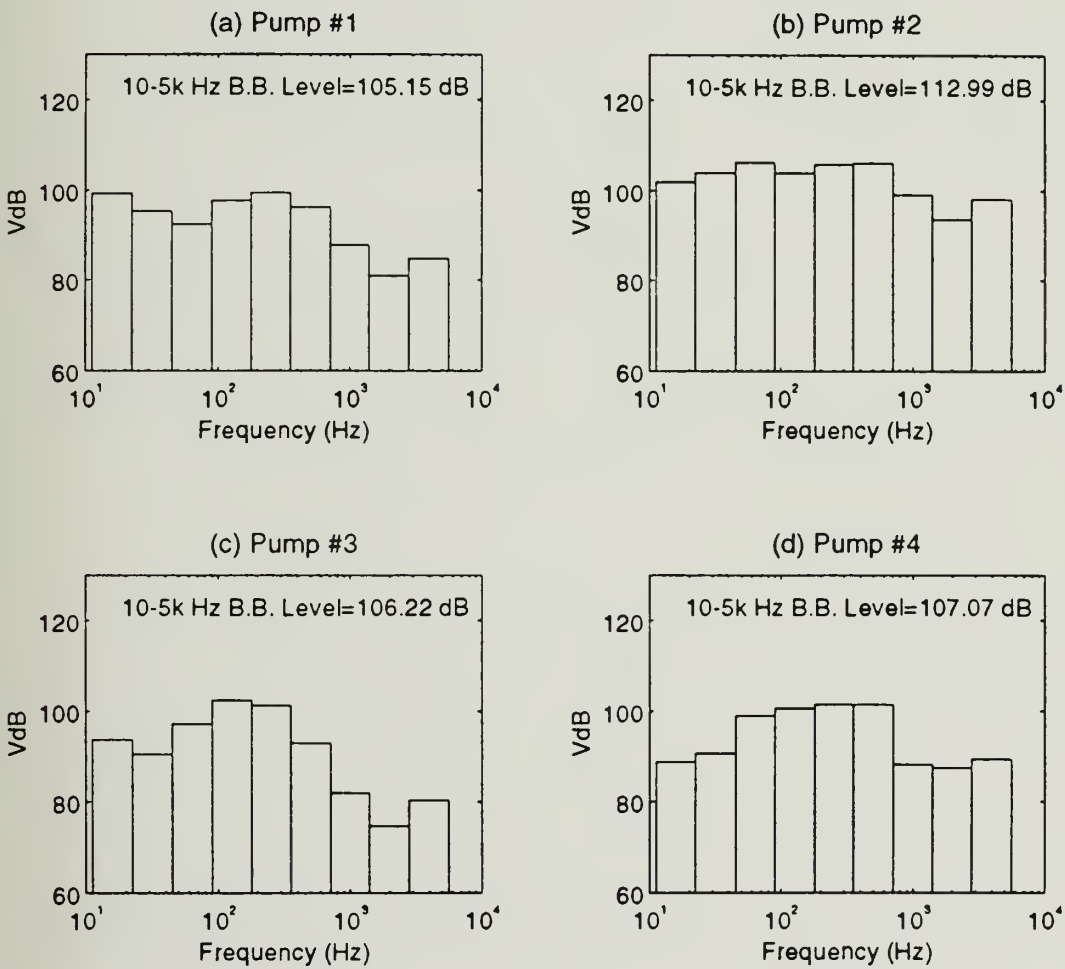 (a) Pump #1
10-5k Hz B.B. Level=105.15 dB
VdB
120
100
80
60
10¹ 10² 10³ 10⁴
Frequency (Hz)
(b) Pump #2
10-5k Hz B.B. Level=112.99 dB
VdB
120
100
80
60
10¹ 10² 10³ 10⁴
Frequency (Hz)
(c) Pump #3
10-5k Hz B.B. Level=106.22 dB
VdB
120
100
80
60
10¹ 10² 10³ 10⁴
Frequency (Hz)
(d) Pump #4
10-5k Hz B.B. Level=107.07 dB
VdB
120
100
80
60
10¹ 10² 10³ 10⁴
Frequency (Hz)